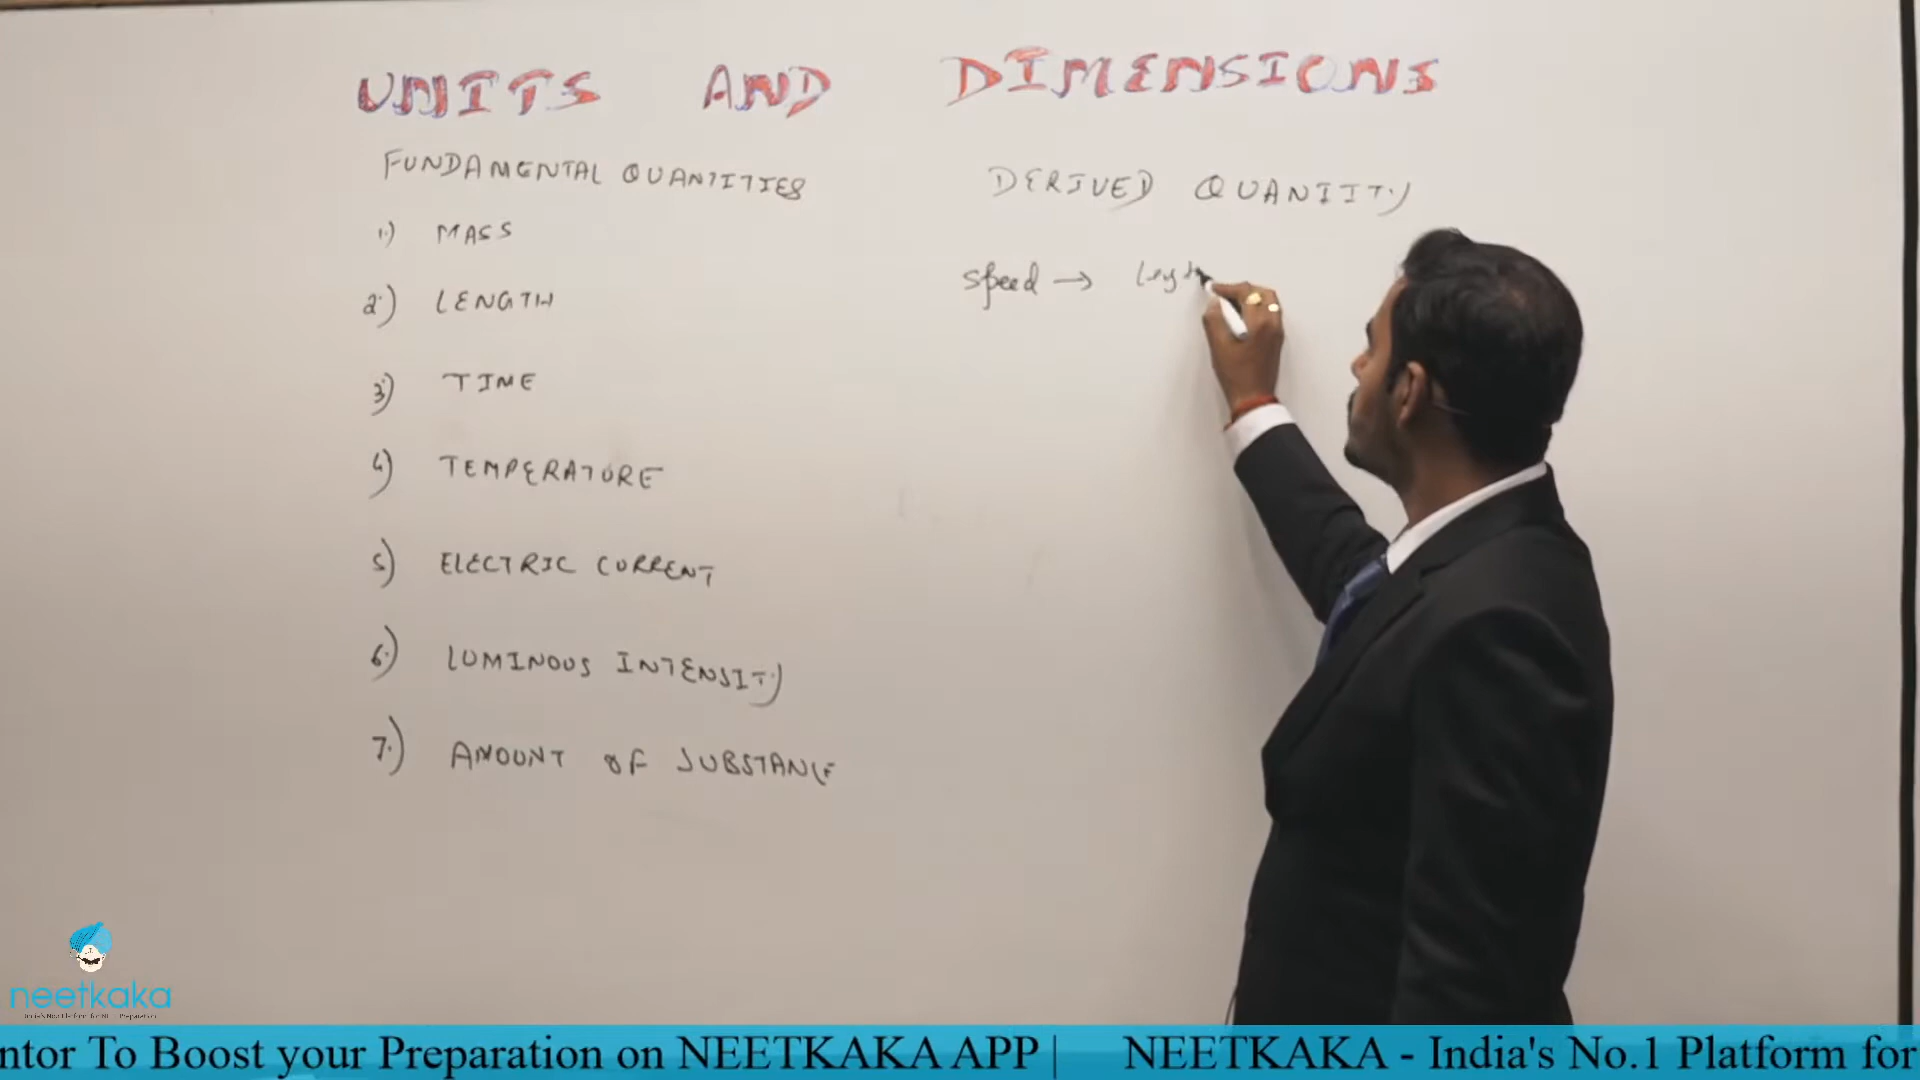 UNITS AND DIMENSIONS
FUNDAMENTAL QUANTITIES
1.) MASS
2.) LENGTH
3.) TIME
4.) TEMPERATURE
5.) ELECTRIC CURRENT
6.) LUMINOUS INTENSITY
7.) AMOUNT OF SUBSTANCE
DERIVED QUANTITY
Speed →
neetkaka
ntor To Boost your Preparation on NEETKAKA APP | NEETKAKA - India's No.1 Platform for